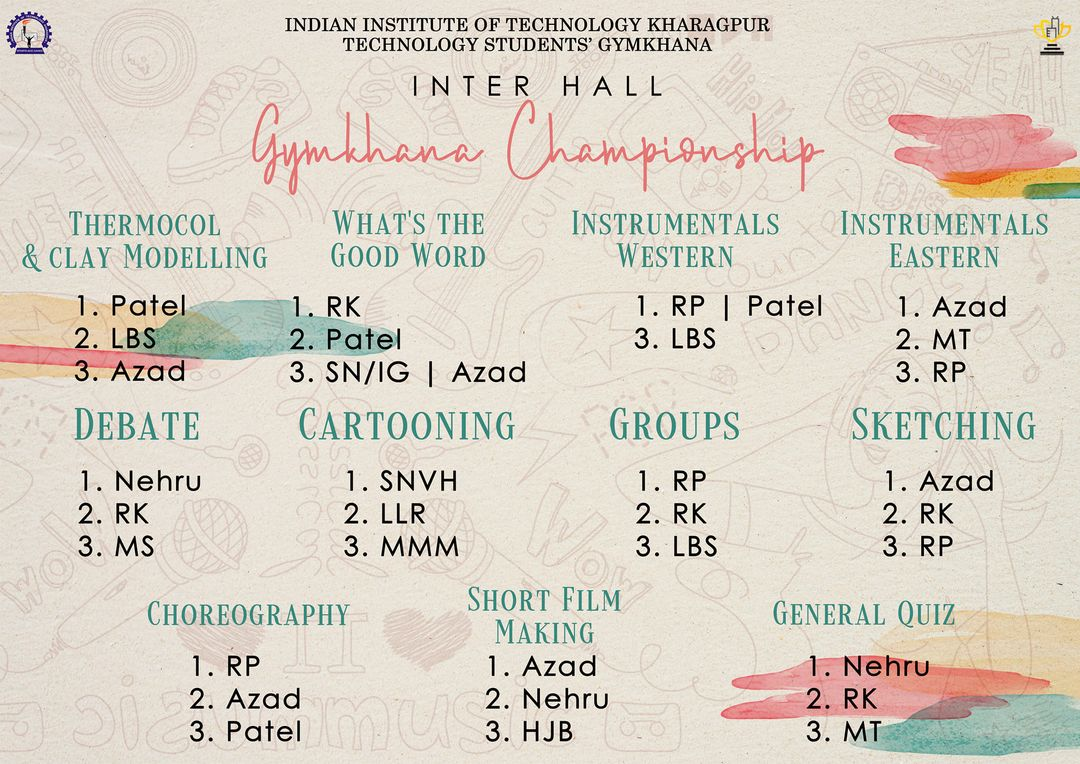 INDIAN INSTITUTE OF TECHNOLOGY KHARAGPUR
TECHNOLOGY STUDENTS' GYMKHANA
INTER HALL
Gymkhana Championship
THERMOCOL
& CLAY MODELLING
1. Patel
2. LBS
3. Azad
WHAT'S THE
GOOD WORD
1. RK
2. Patel
3. SN/IG | Azad
INSTRUMENTALS
WESTERN
1. RP | Patel
3. LBS
INSTRUMENTALS
EASTERN
1. Azad
2. MT
3. RP
DEBATE
1. Nehru
2. RK
3. MS
CARTOONING
1. SNVH
2. LLR
3. MMM
GROUPS
1. RP
2. RK
3. LBS
SKETCHING
1. Azad
2. RK
3. RP
CHOREOGRAPHY
1. RP
2. Azad
3. Patel
SHORT FILM
MAKING
1. Azad
2. Nehru
3. HJB
GENERAL QUIZ
1. Nehru
2. RK
3. MT